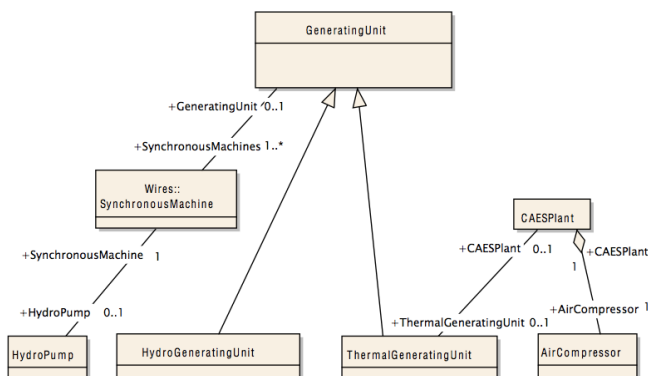 GeneratingUnit
+GeneratingUnit 0..1
+SynchronousMachines 1..*
Wires::
SynchronousMachine
CAESPlant
+SynchronousMachine 1
+CAESPlant 0..1
+CAESPlant
1
+HydroPump 0..1
+ThermalGeneratingUnit 0..1
+AirCompressor 1
HydroPump
HydroGeneratingUnit
ThermalGeneratingUnit
AirCompressor